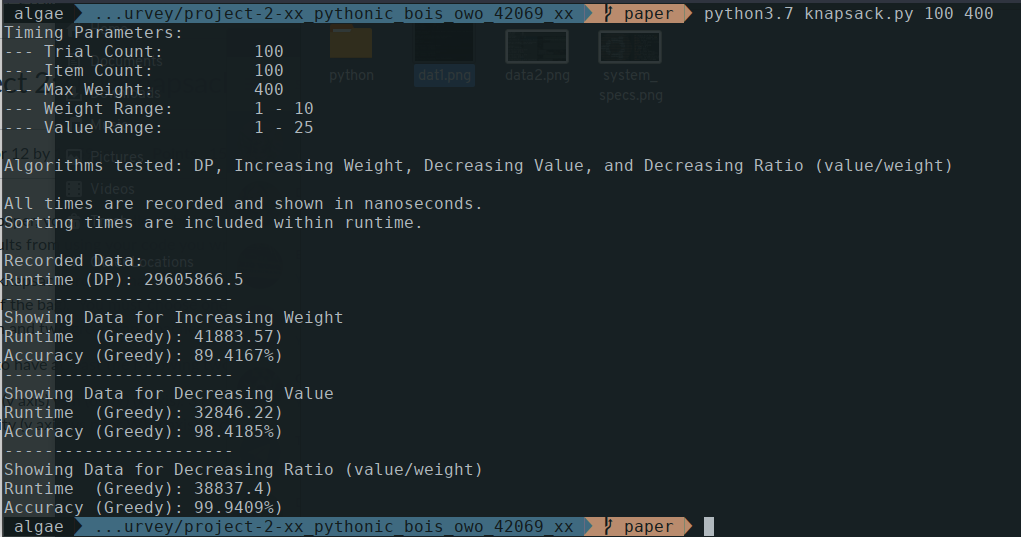 algae ...urvey/project-2-xx_pythonic_bois_owo_42069_xx paper python3.7 knapsack.py 100 400
Timing Parameters:
--- Trial Count: 100
--- Item Count: 100
--- Max Weight: 400
--- Weight Range: 1 - 10
--- Value Range: 1 - 25
python
dat1.png
data2.png
system_
specs.png
Pictures
Videos
Algorithms tested: DP, Increasing Weight, Decreasing Value, and Decreasing Ratio (value/weight)
All times are recorded and shown in nanoseconds.
Sorting times are included within runtime.
Recorded Data:
Runtime (DP): 29605866.5
-----------------------
Showing Data for Increasing Weight
Runtime  (Greedy): 41883.57)
Accuracy (Greedy): 89.4167%)
-----------------------
Showing Data for Decreasing Value
Runtime  (Greedy): 32846.22)
Accuracy (Greedy): 98.4185%)
-----------------------
Showing Data for Decreasing Ratio (value/weight)
Runtime  (Greedy): 38837.4)
Accuracy (Greedy): 99.9409%)
algae ...urvey/project-2-xx_pythonic_bois_owo_42069_xx paper